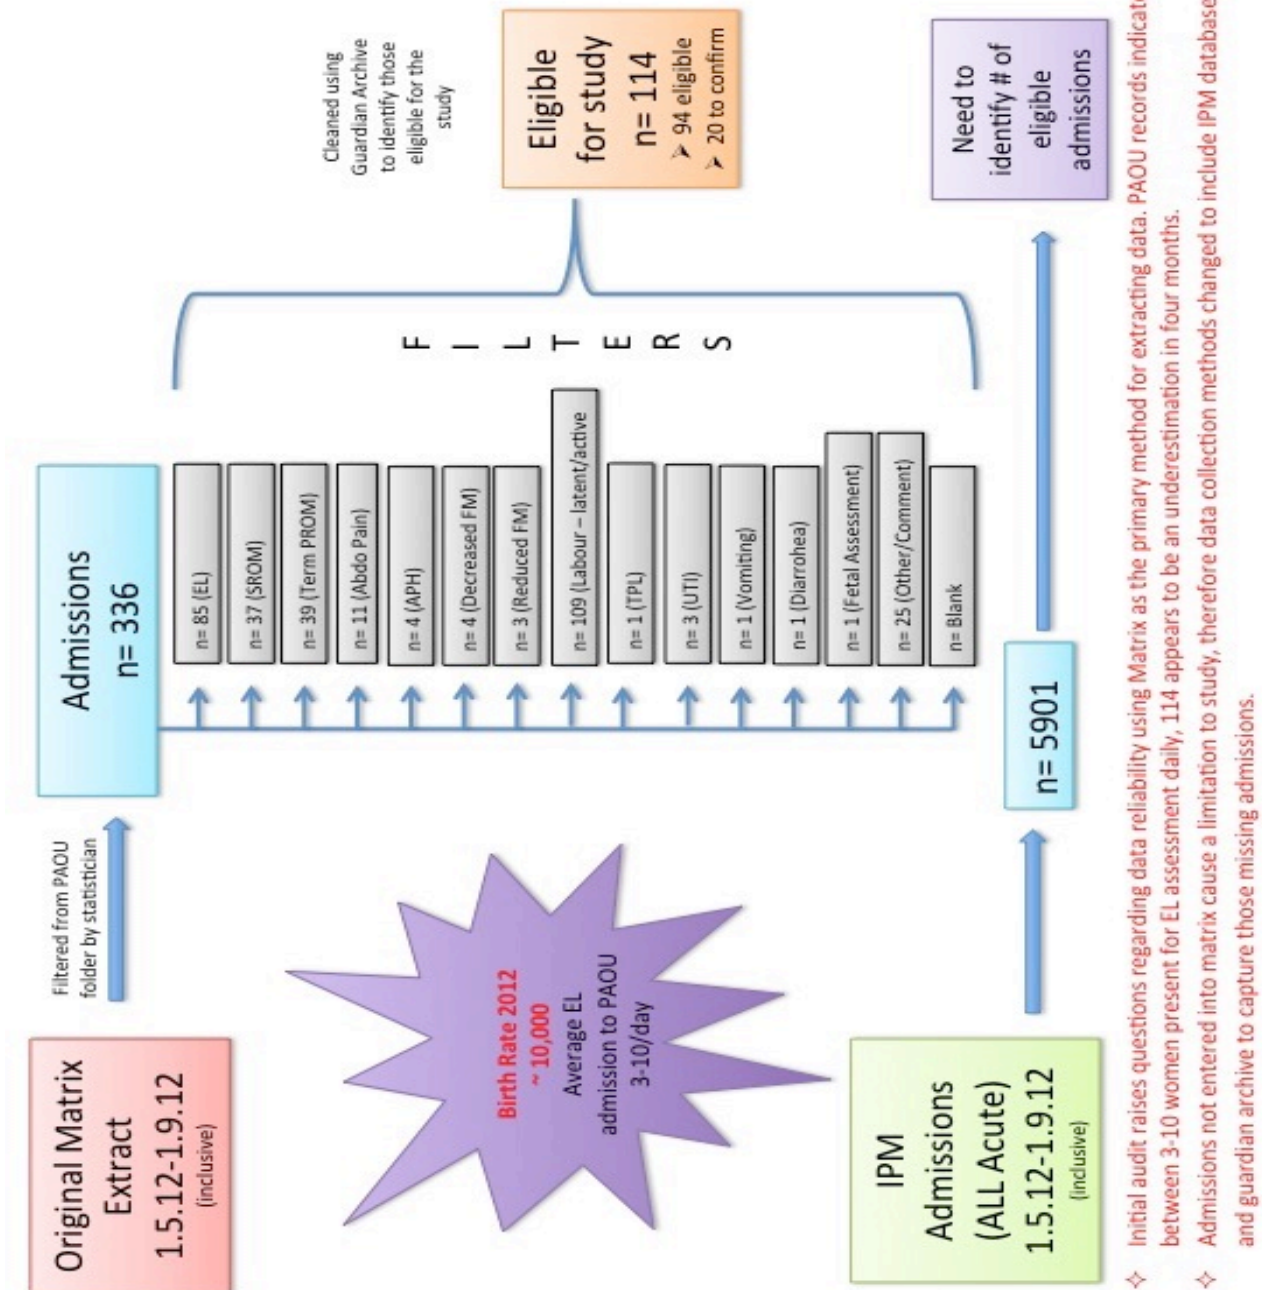 Original Matrix
Extract
1.5.12-1.9.12
(inclusive)
Filtered from PAOU
folder by statistician
Admissions
n= 336
n= 85 (EL)
n= 37 (SROM)
n= 39 (Term PROM)
n= 11 (Abdo Pain)
n= 4 (APH)
n= 4 (Decreased FM)
n= 3 (Reduced FM)
n= 109 (Labour – latent/active
n= 1 (TPL)
n= 3 (UTI)
n= 1 (Vomiting)
n= 1 (Diarrohea)
n= 1 (Fetal Assessment)
n= 25 (Other/Comment)
n= Blank
F I L T E R S
Cleaned using
Guardian Archive
to identify those
eligible for the
study
Eligible
for study
n= 114
➢ 94 eligible
➢ 20 to confirm
Birth Rate 2012
~ 10,000
Average EL
admission to PAOU
3-10/day
IPM
Admissions
(ALL Acute)
1.5.12-1.9.12
(inclusive)
n= 5901
Need to
identify # of
eligible
admissions
✧ Initial audit raises questions regarding data reliability using Matrix as the primary method for extracting data. PAOU records indicate
between 3-10 women present for EL assessment daily, 114 appears to be an underestimation in four months.
✧ Admissions not entered into matrix cause a limitation to study, therefore data collection methods changed to include IPM database
and guardian archive to capture those missing admissions.